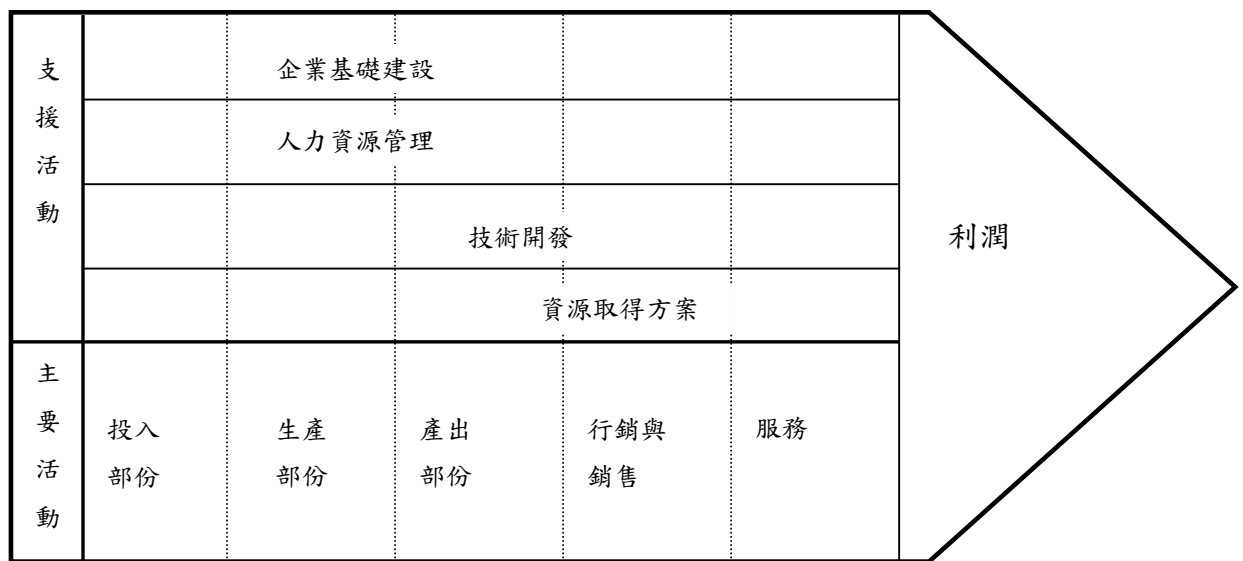 支援活動
企業基礎建設
人力資源管理
技術開發
資源取得方案
利潤
主要活動
投入
部份
生產
部份
產出
部份
行銷與
銷售
服務